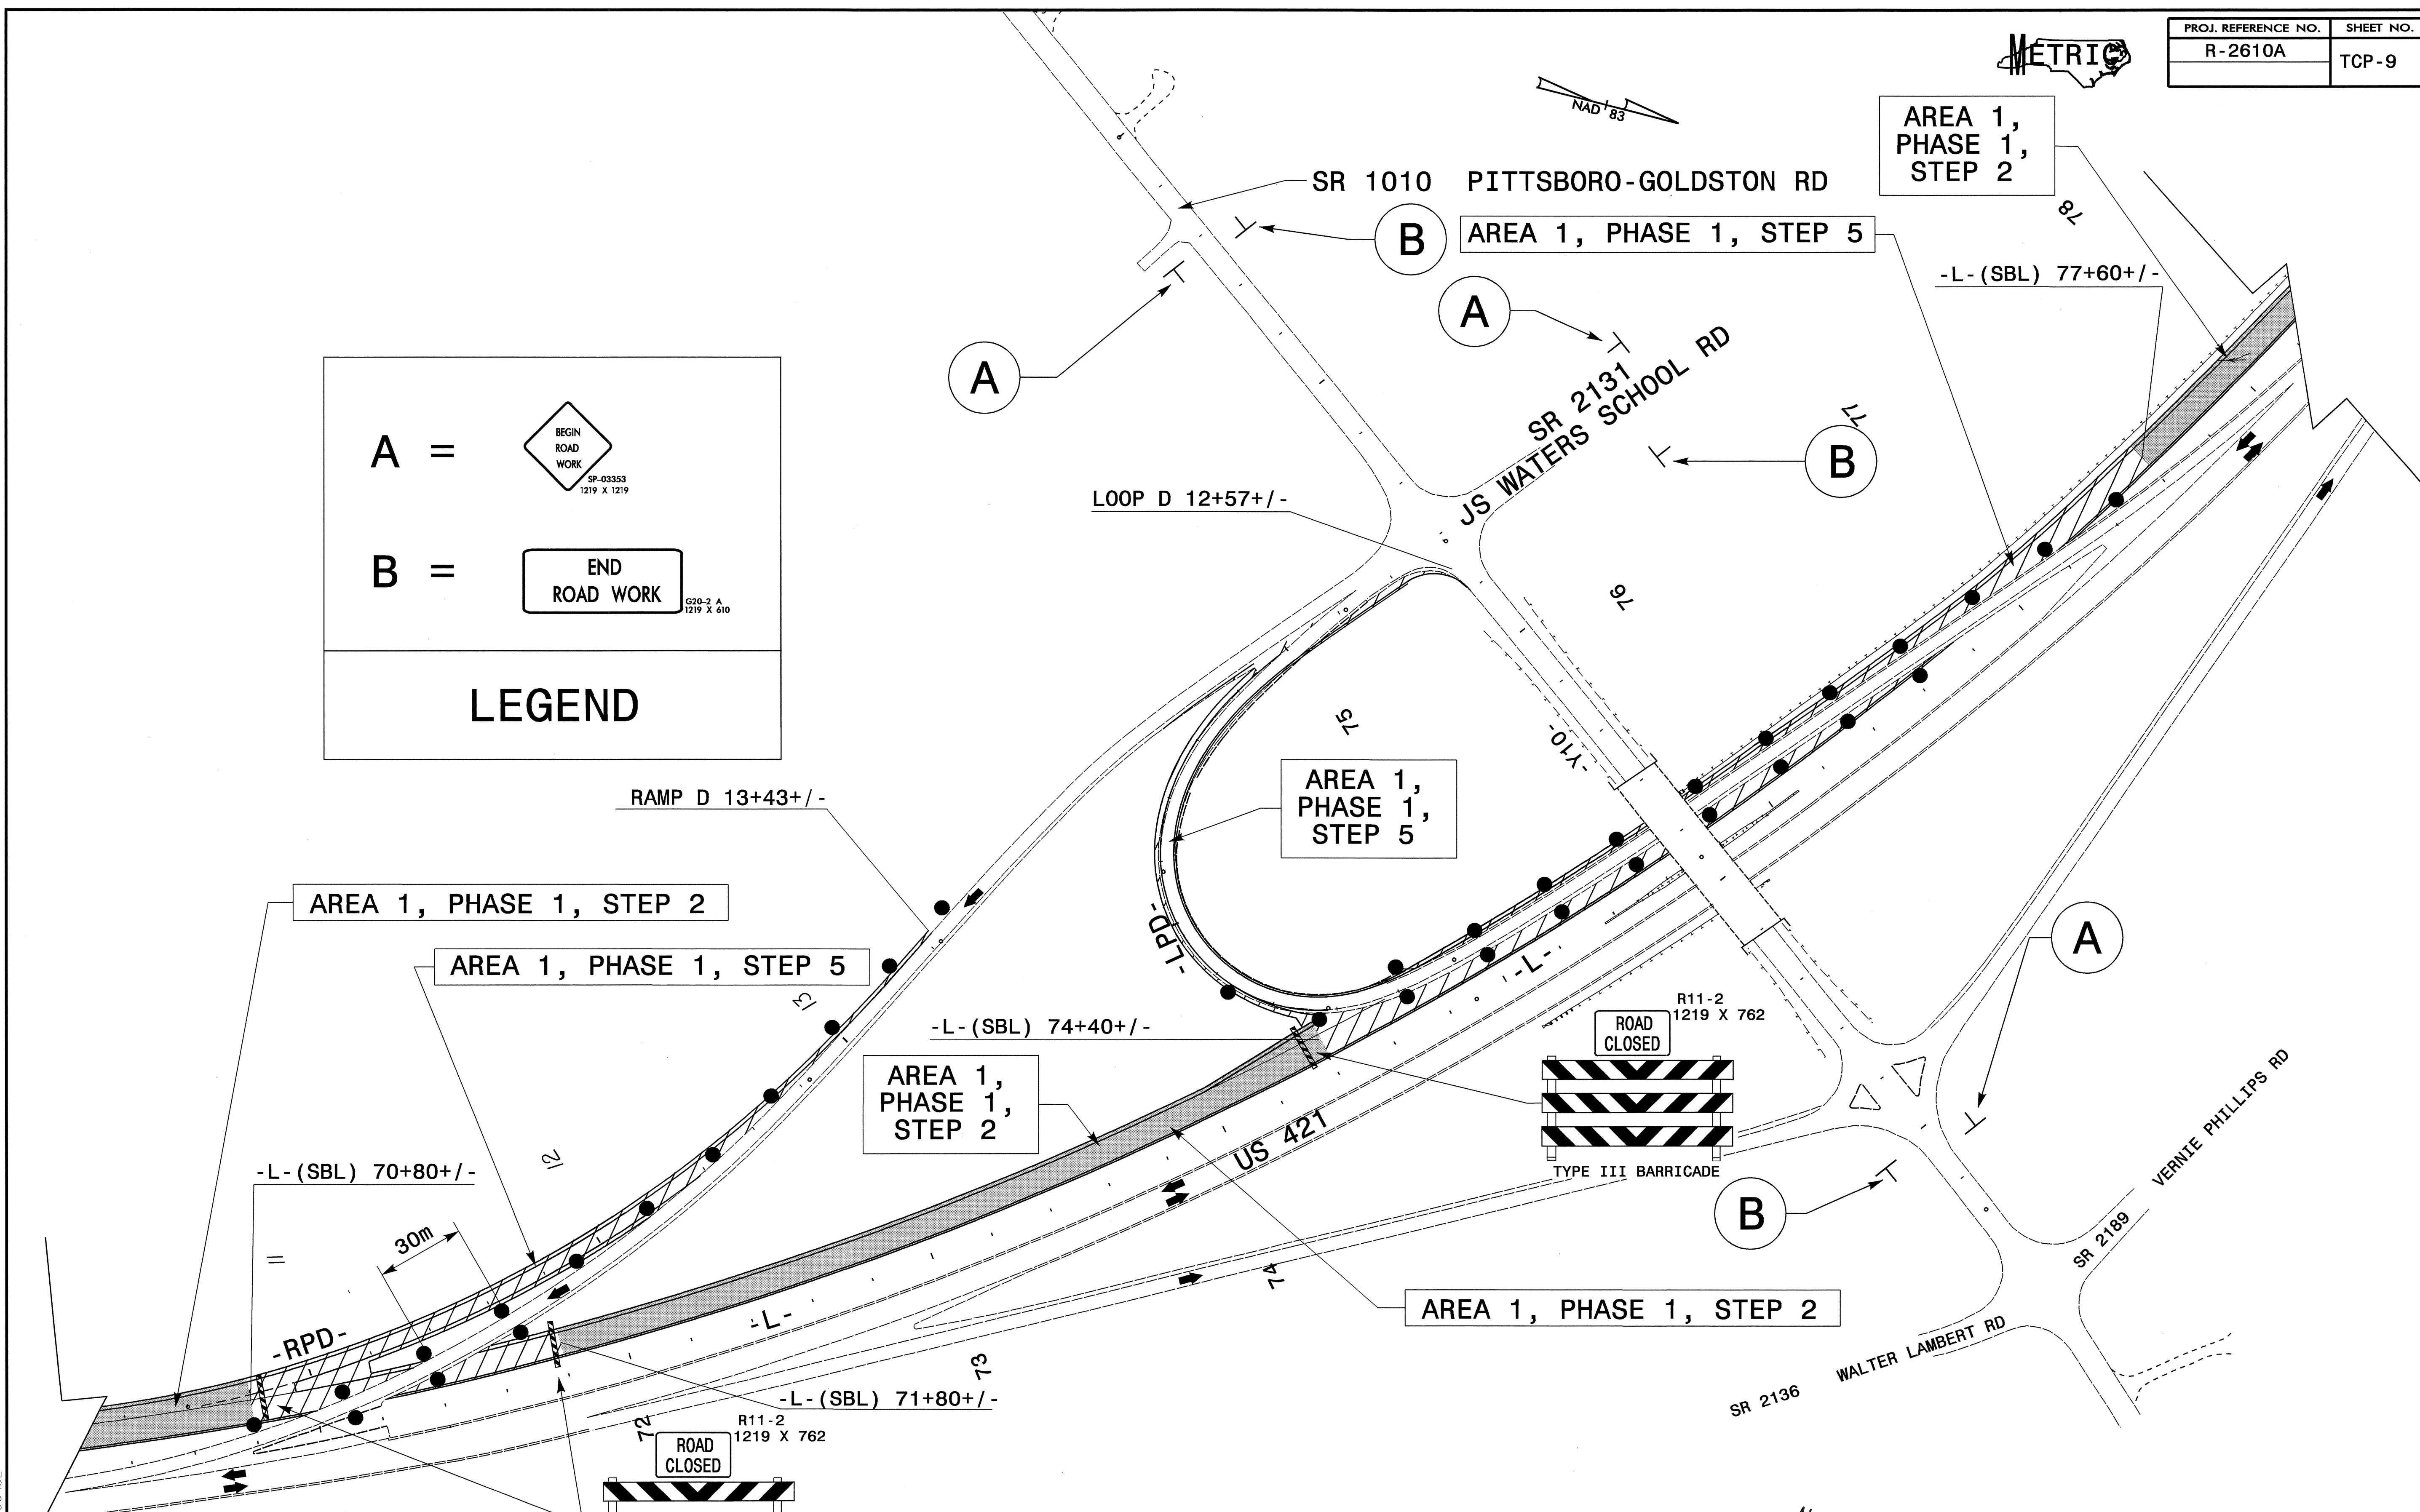 PROJ. REFERENCE NO.
SHEET NO.
R-2610A
TCP-9
METRIC
NAD '83
AREA 1,
PHASE 1,
STEP 2
SR 1010 PITTSBORO-GOLDSTON RD
B
AREA 1, PHASE 1, STEP 5
78
-L-(SBL) 77+60+/-
A
A
SR 2131
JS WATERS SCHOOL RD
77
B
A =
BEGIN
ROAD
WORK
SP-03353
1219 X 1219
B =
END
ROAD WORK
G20-2 A
1219 X 610
LEGEND
LOOP D 12+57+/-
76
75
-Y10-
AREA 1,
PHASE 1,
STEP 5
RAMP D 13+43+/-
AREA 1, PHASE 1, STEP 2
AREA 1, PHASE 1, STEP 5
13
-LPD-
-L-
A
-L-(SBL) 74+40+/-
R11-2
1219 X 762
ROAD
CLOSED
TYPE III BARRICADE
AREA 1,
PHASE 1,
STEP 2
US 421
VERNIE PHILLIPS RD
SR 2189
B
12
-L-(SBL) 70+80+/-
30m
11
74
AREA 1, PHASE 1, STEP 2
-L-
-RPD-
73
WALTER LAMBERT RD
SR 2136
-L-(SBL) 71+80+/-
72
R11-2
1219 X 762
ROAD
CLOSED